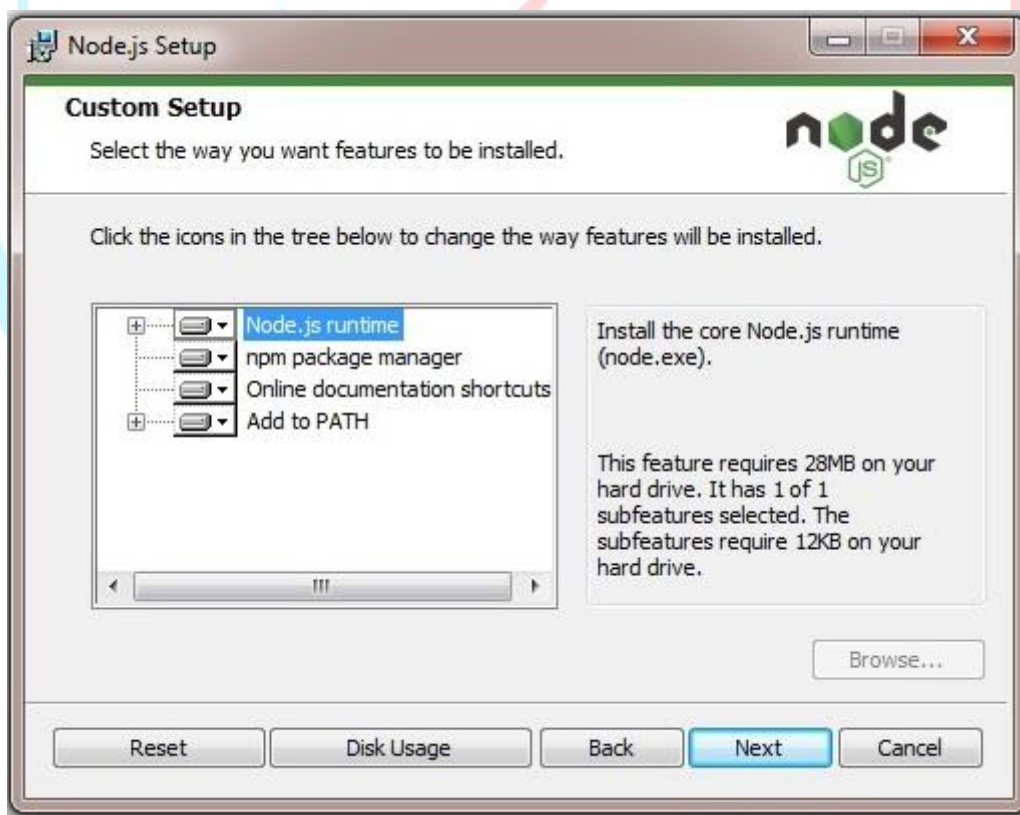 Node.js Setup
Custom Setup
Select the way you want features to be installed.
node
JS
Click the icons in the tree below to change the way features will be installed.
Node.js runtime
npm package manager
Online documentation shortcuts
Add to PATH
Install the core Node.js runtime
(node.exe).
This feature requires 28MB on your
hard drive. It has 1 of 1
subfeatures selected. The
subfeatures require 12KB on your
hard drive.
Browse...
Reset
Disk Usage
Back
Next
Cancel